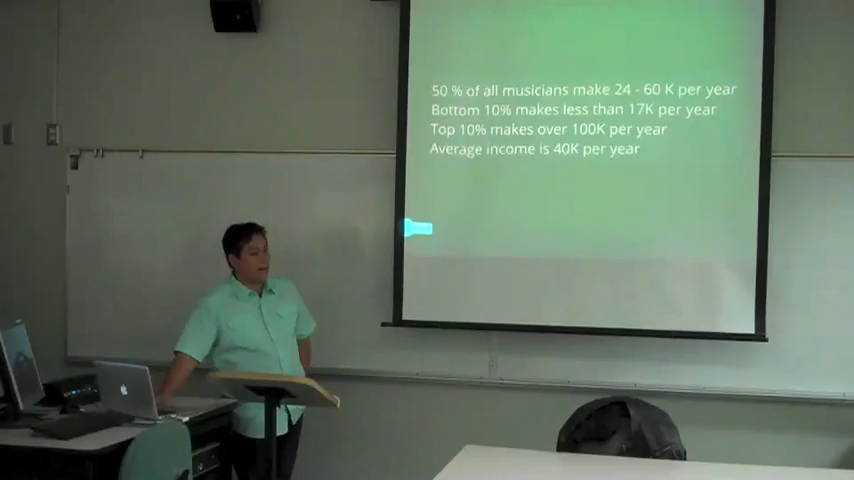 50 % of all musicians make 24 - 60 K per year
Bottom 10% makes less than 17K per year
Top 10% makes over 100K per year
Average income is 40K per year